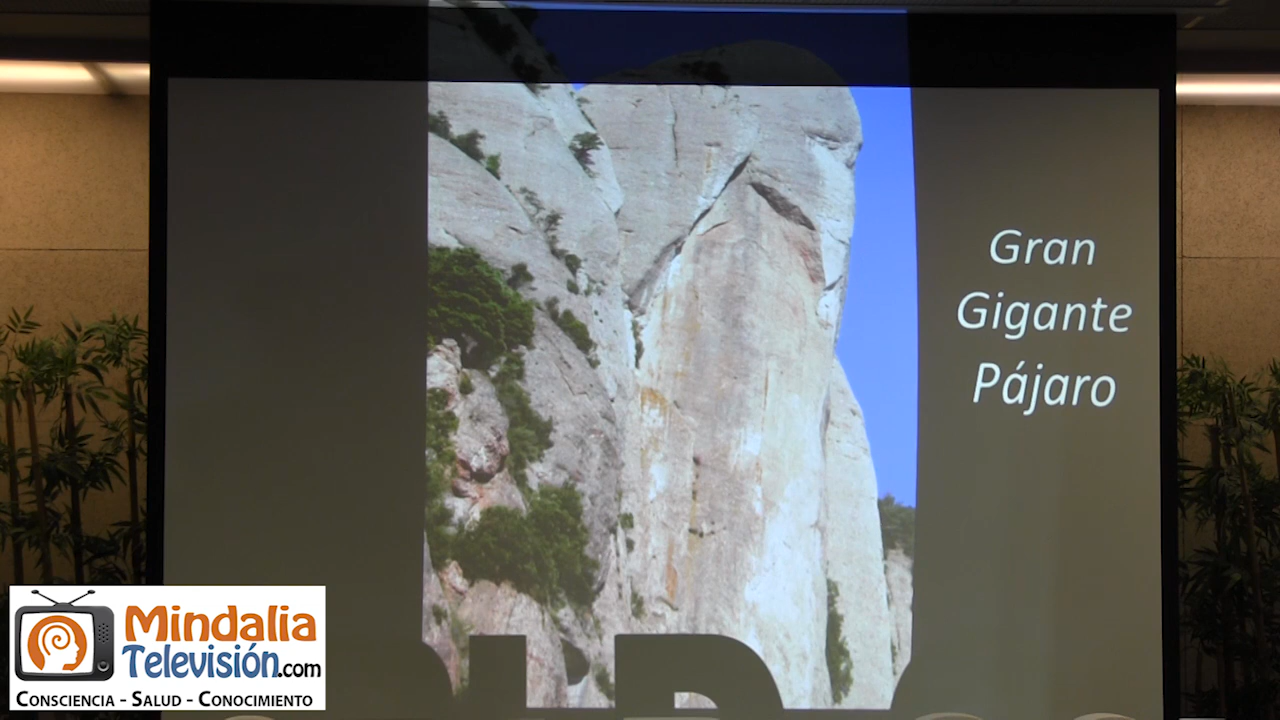 Gran
Gigante
Pájaro
Mindalia
Televisión.com
CONSCIENCIA - SALUD - CONOCIMIENTO